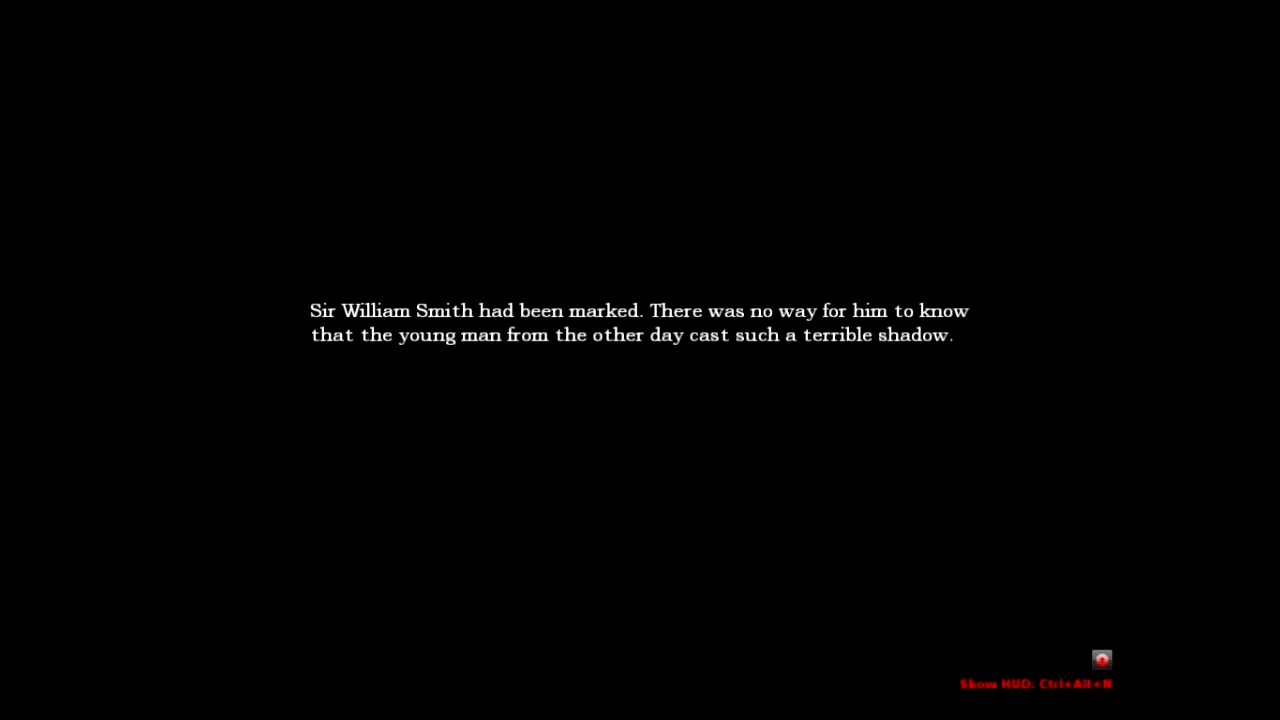 Sir William Smith had been marked. There was no way for him to know
that the young man from the other day cast such a terrible shadow.
Show HUD: Ctrl+Alt+N